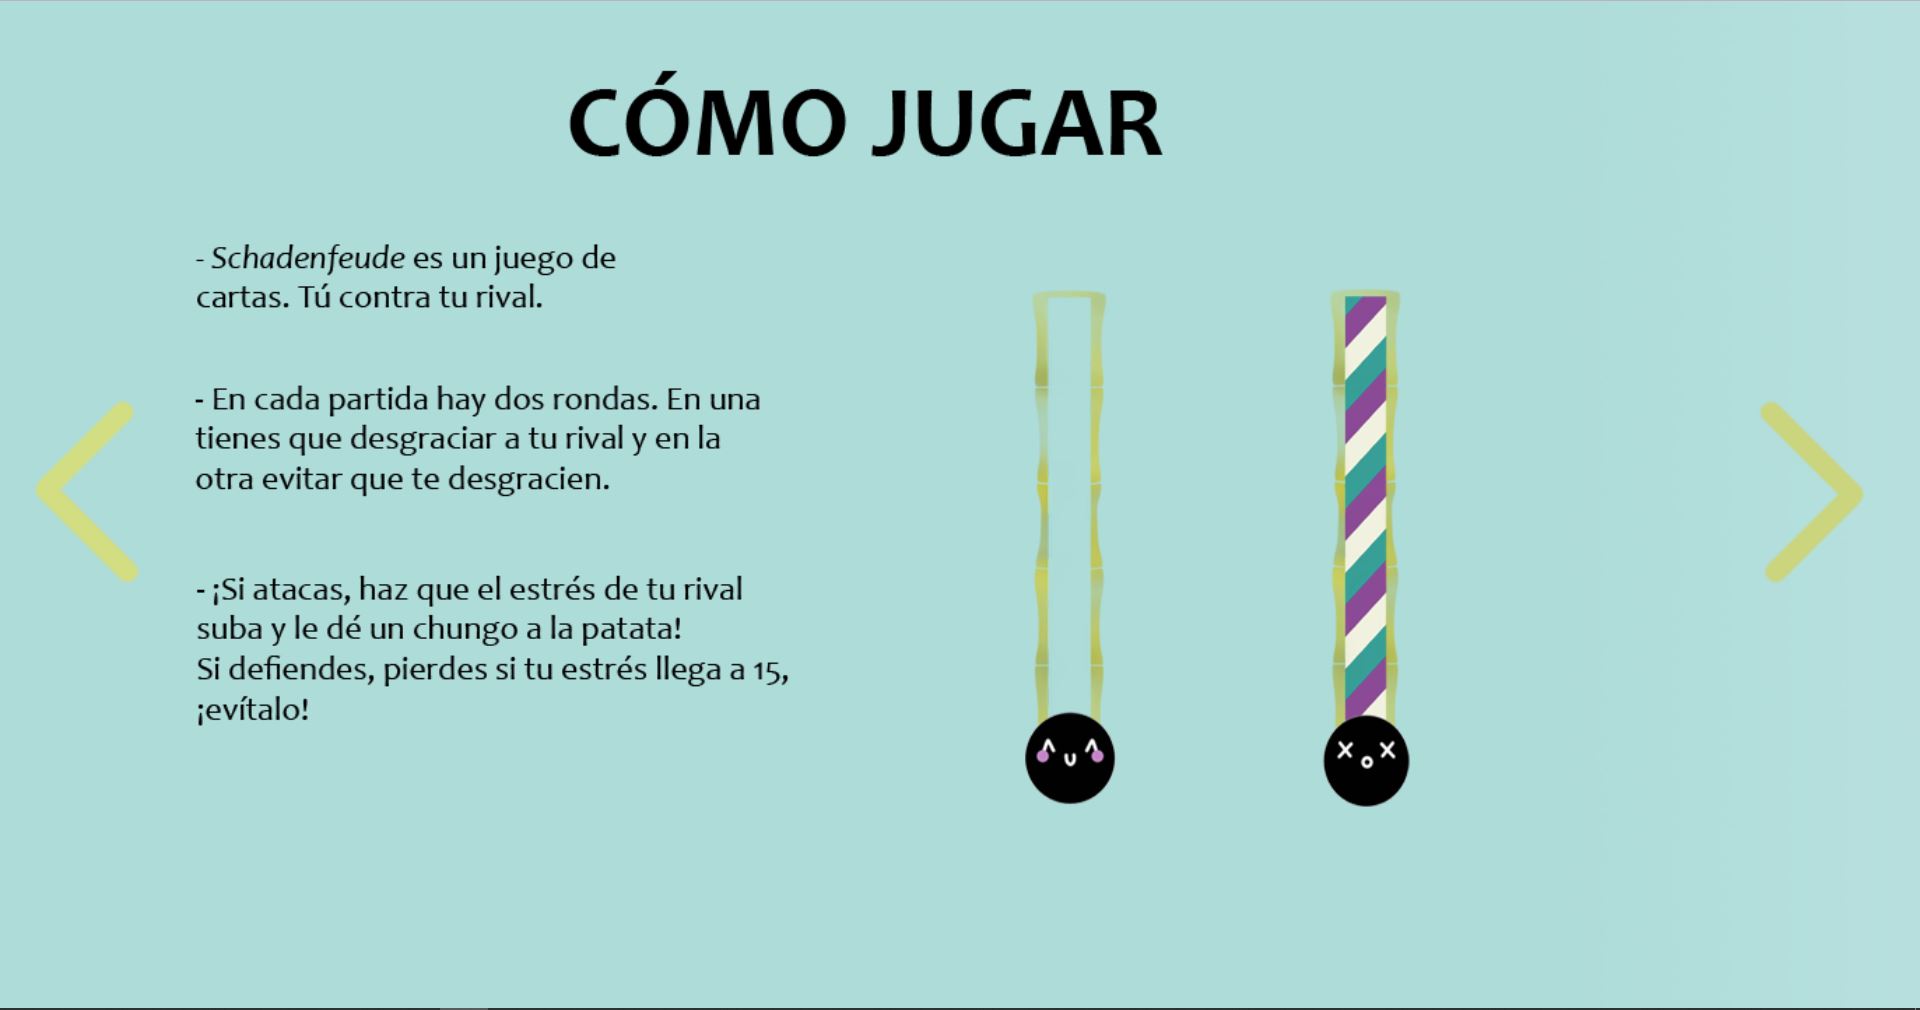 CÓMO JUGAR
- Schadenfeude es un juego de
cartas. Tú contra tu rival.
- En cada partida hay dos rondas. En una
tienes que desgraciar a tu rival y en la
otra evitar que te desgracien.
- ¡Si atacas, haz que el estrés de tu rival
suba y le dé un chungo a la patata!
Si defiendes, pierdes si tu estrés llega a 15,
¡evítalo!